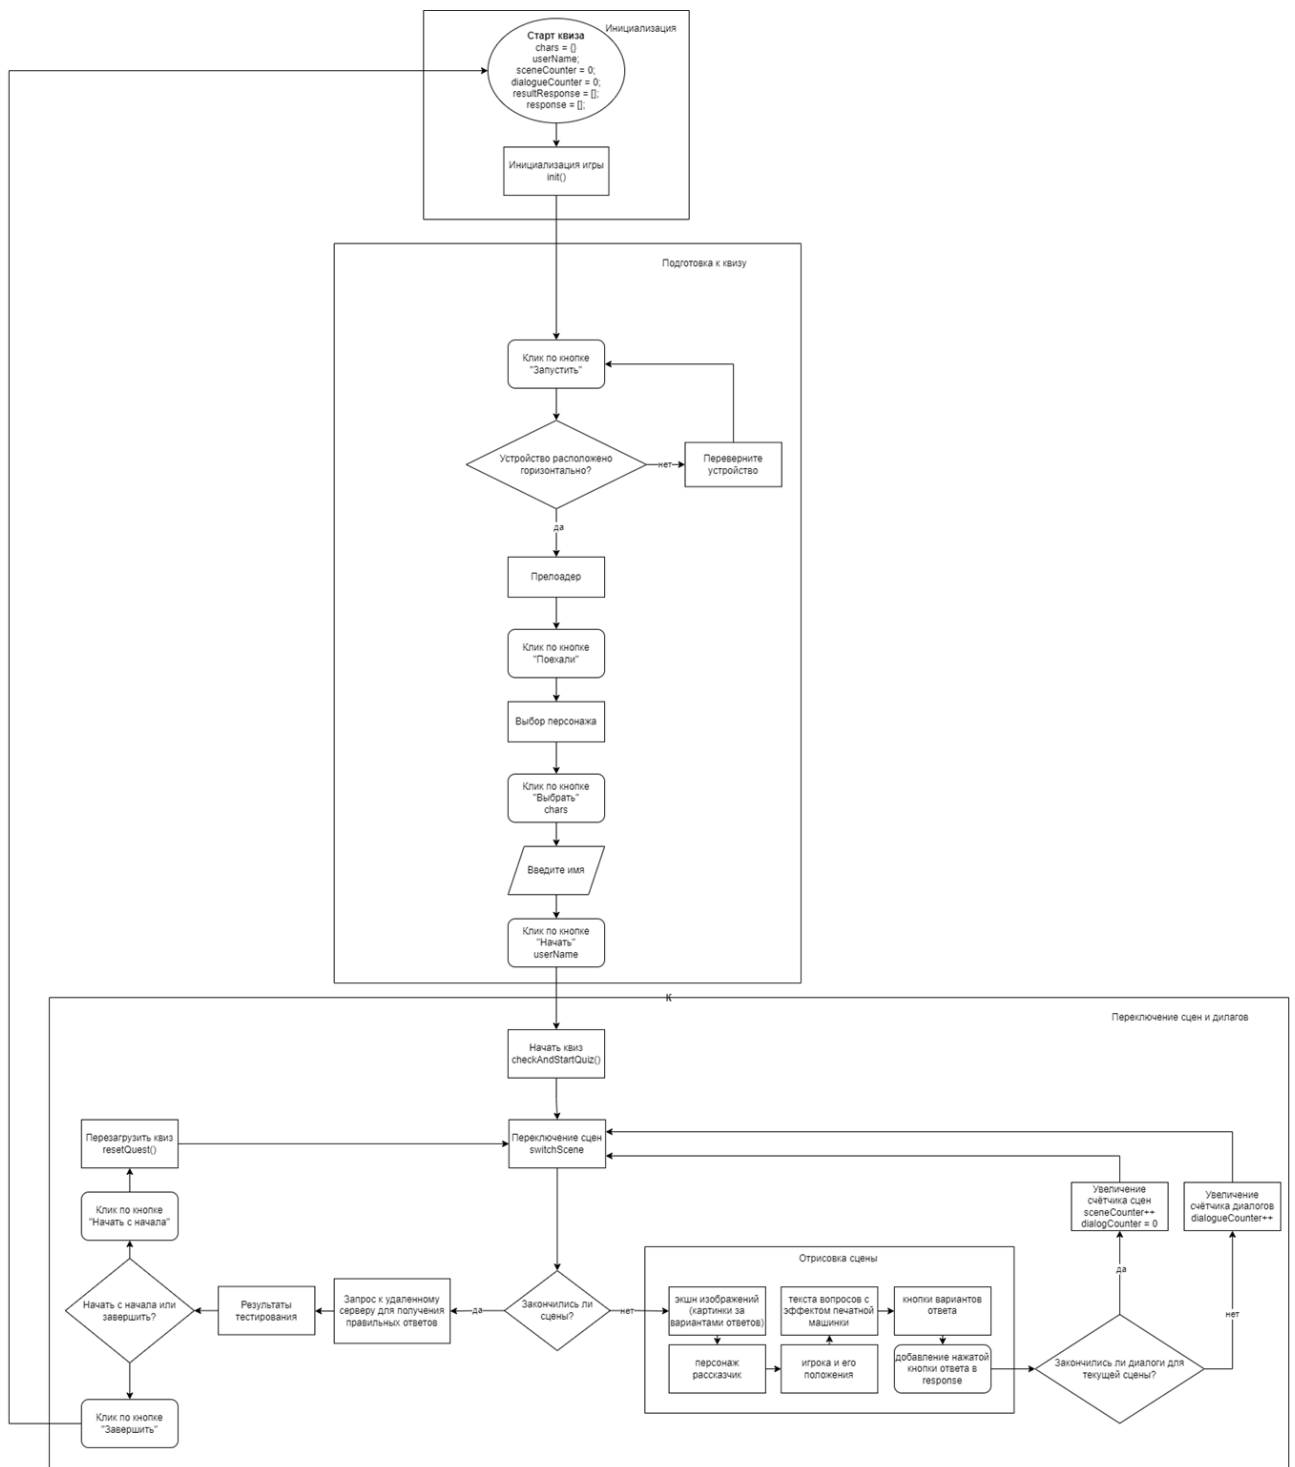 Инициализация
Старт квиза
chars = {}
userName;
sceneCounter = 0;
dialogueCounter = 0;
resultResponse = [];
response = [];
Инициализация игры
init()
Подготовка к квизу
Клик по кнопке
"Запустить"
Устройство расположено
горизонтально?
нет
Переверните
устройство
да
Прелоадер
Клик по кнопке
"Поехали"
Выбор персонажа
Клик по кнопке
"Выбрать"
chars
Введите имя
Клик по кнопке
"Начать"
userName
К
Переключение сцен и дилагов
Начать квиз
checkAndStartQuiz()
Перезагрузить квиз
resetQuest()
Переключение сцен
switchScene
Клик по кнопке
"Начать с начала"
Увеличение
счётчика сцен
sceneCounter++
dialogCounter = 0
Увеличение
счётчика диалогов
dialogueCounter++
Начать с начала или
завершить?
Результаты
тестирования
Запрос к удаленному
серверу для получения
правильных ответов
да
Закончились ли
сцены?
нет
Отрисовка сцены
экшн изображений
(картинки за
вариантами ответов)
текста вопросов с
эффектом печатной
машинки
кнопки вариантов
ответа
персонаж
рассказчик
игрока и его
положения
добавление нажатой
кнопки ответа в
response
Закончились ли диалоги для
текущей сцены?
да
нет
Клик по кнопке
"Завершить"